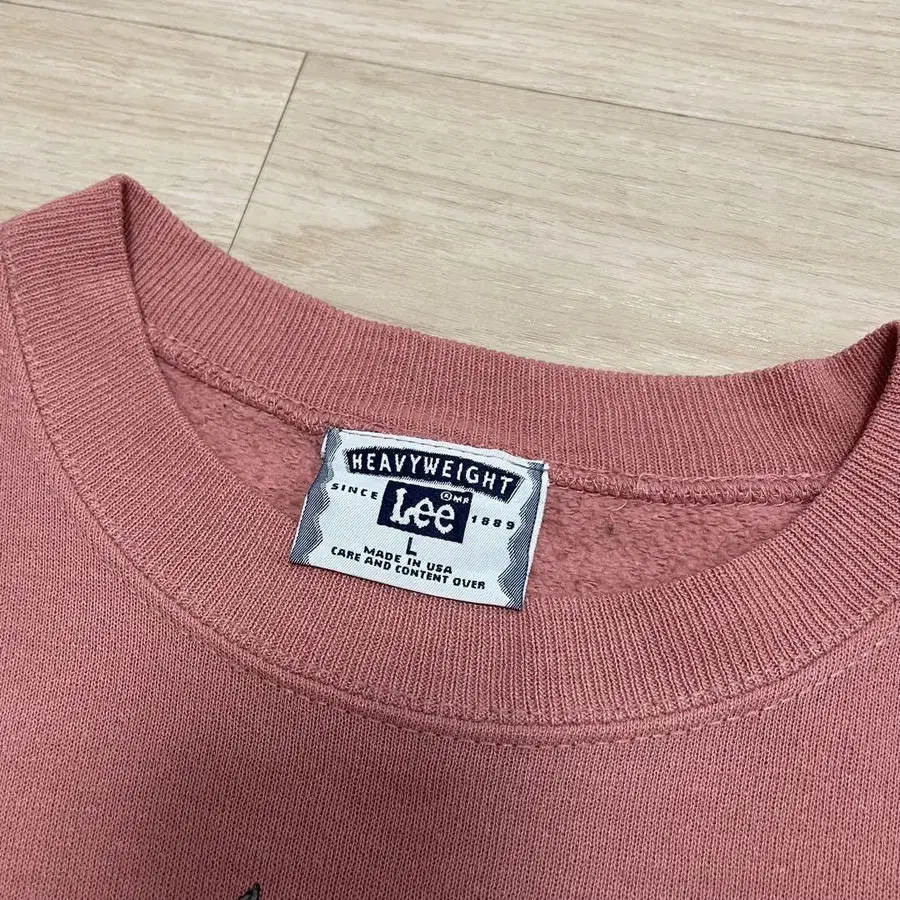 HEAVYWEIGHT
SINCE Lee ®MR 1889
L
MADE IN USA
CARE AND CONTENT OVER